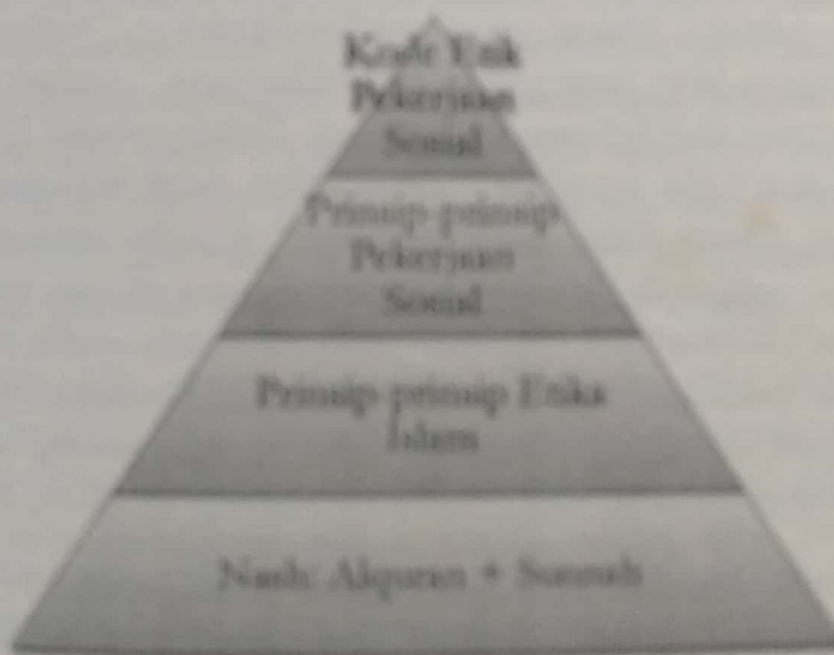 Kode Etik
Pekerjaan
Sosial
Prinsip-prinsip
Pekerjaan
Sosial
Prinsip-prinsip Etika
Islam
Nash: Alquran + Sunnah